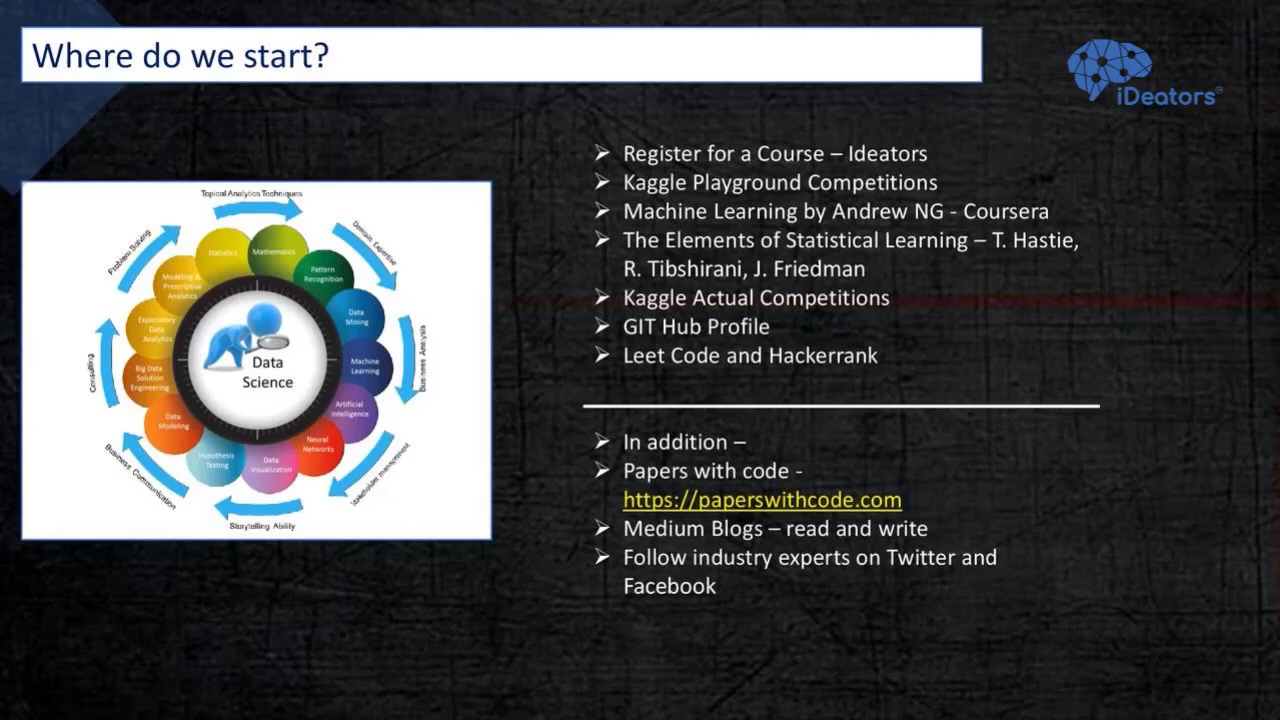 Where do we start?
iDeators
Topical Analytics Techniques
Problem Solving
Domain Expertise
Statistics
Mathematics
Pattern
Recognition
Modeling &
Prescriptive
Analytics
Data
Mining
Exploratory
Data
Analytics
Machine
Learning
Business Analysis
Consulting
Big Data
Solution
Engineering
Data
Science
Artificial
Intelligence
Data
Modeling
Neural
Networks
Hypothesis
Testing
Data
Visualization
Business Communication
Stakeholder Management
Storytelling Ability
➢ Register for a Course – Ideators
➢ Kaggle Playground Competitions
➢ Machine Learning by Andrew NG - Coursera
➢ The Elements of Statistical Learning – T. Hastie,
R. Tibshirani, J. Friedman
➢ Kaggle Actual Competitions
➢ GIT Hub Profile
➢ Leet Code and Hackerrank
➢ In addition –
➢ Papers with code -
https://paperswithcode.com
➢ Medium Blogs – read and write
➢ Follow industry experts on Twitter and
Facebook